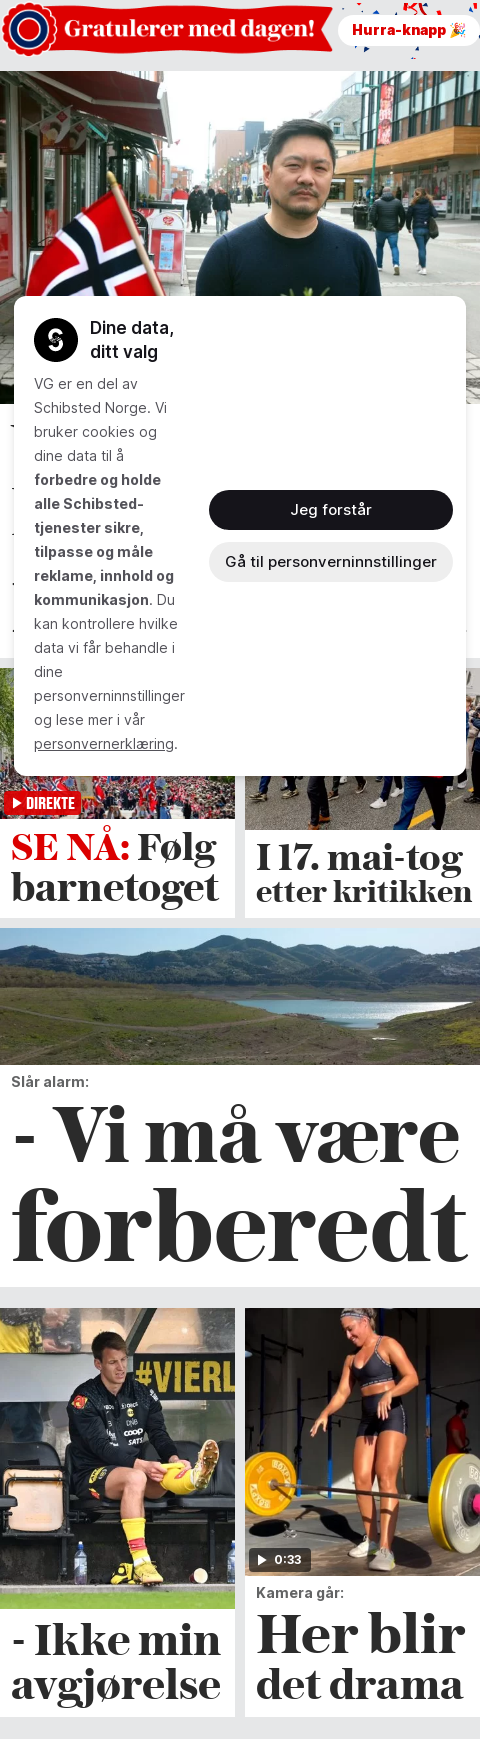 Gratulerer med dagen!
Hurra-knapp 🎉
Dine data,
ditt valg
VG er en del av
Schibsted Norge. Vi
bruker cookies og
dine data til å
forbedre og holde
alle Schibsted-
tjenester sikre,
tilpasse og måle
reklame, innhold og
kommunikasjon. Du
kan kontrollere hvilke
data vi får behandle i
dine
personverninnstillinger
og lese mer i vår
personvernerklæring.
Jeg forstår
Gå til personverninnstillinger
DIREKTE
SE NÅ: Følg
barnetoget
I 17. mai-tog
etter kritikken
Slår alarm:
- Vi må være
forberedt
#VIERL
coop
- Ikke min
avgjørelse
0:33
Kamera går:
Her blir
det drama